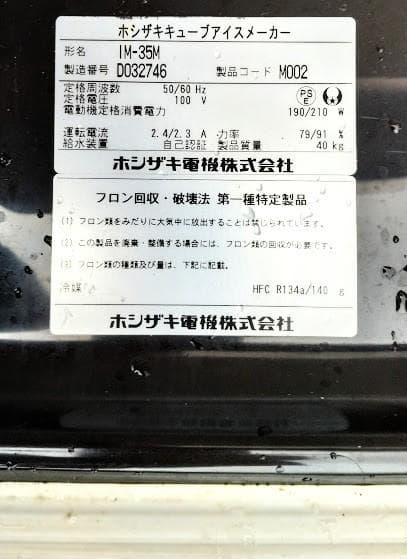 ホシザキキューブアイスメーカー
形名 IM-35M
製造番号 D032746 製品コード M002
定格周波数 50/60 Hz
定格電圧 100 V
電動機定格消費電力 190/210 W
PSE
運転電流 2.4/2.3 A 力率 79/91 %
給水装置 自己認証 製品質量 40 kg
ホシザキ電機株式会社
フロン回収・破壊法 第一種特定製品
(1) フロン類をみだりに大気中に放出することは禁じられています。
(2) この製品を廃棄・整備する場合には、フロン類の回収が必要です。
(3) フロン類の種類及び量は、下記に記載。
冷媒 HFC R134a/140 g
ホシザキ電機株式会社